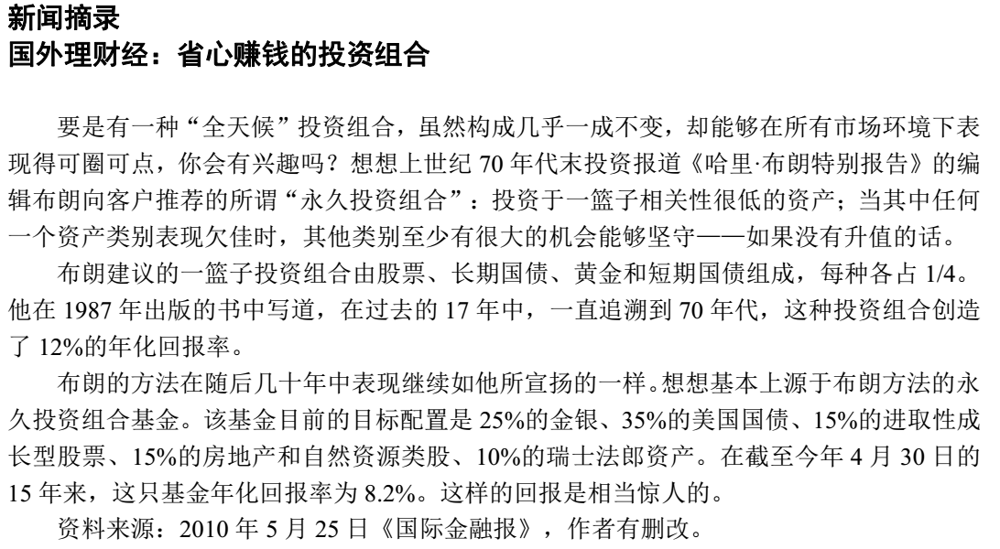 新闻摘录
国外理财经：省心赚钱的投资组合
要是有一种“全天候”投资组合，虽然构成几乎一成不变，却能够在所有市场环境下表
现得可圈可点，你会有兴趣吗？想想上世纪 70 年代末投资报道《哈里·布朗特别报告》的编
辑布朗向客户推荐的所谓“永久投资组合”：投资于一篮子相关性很低的资产；当其中任何
一个资产类别表现欠佳时，其他类别至少有很大的机会能够坚守——如果没有升值的话。
布朗建议的一篮子投资组合由股票、长期国债、黄金和短期国债组成，每种各占 1/4。
他在 1987 年出版的书中写道，在过去的 17 年中，一直追溯到 70 年代，这种投资组合创造
了 12%的年化回报率。
布朗的方法在随后几十年中表现继续如他所宣扬的一样。想想基本上源于布朗方法的永
久投资组合基金。该基金目前的目标配置是 25%的金银、35%的美国国债、15%的进取性成
长型股票、15%的房地产和自然资源类股、10%的瑞士法郎资产。在截至今年 4 月 30 日的
15 年来，这只基金年化回报率为 8.2%。这样的回报是相当惊人的。
资料来源：2010 年 5 月 25 日《国际金融报》，作者有删改。